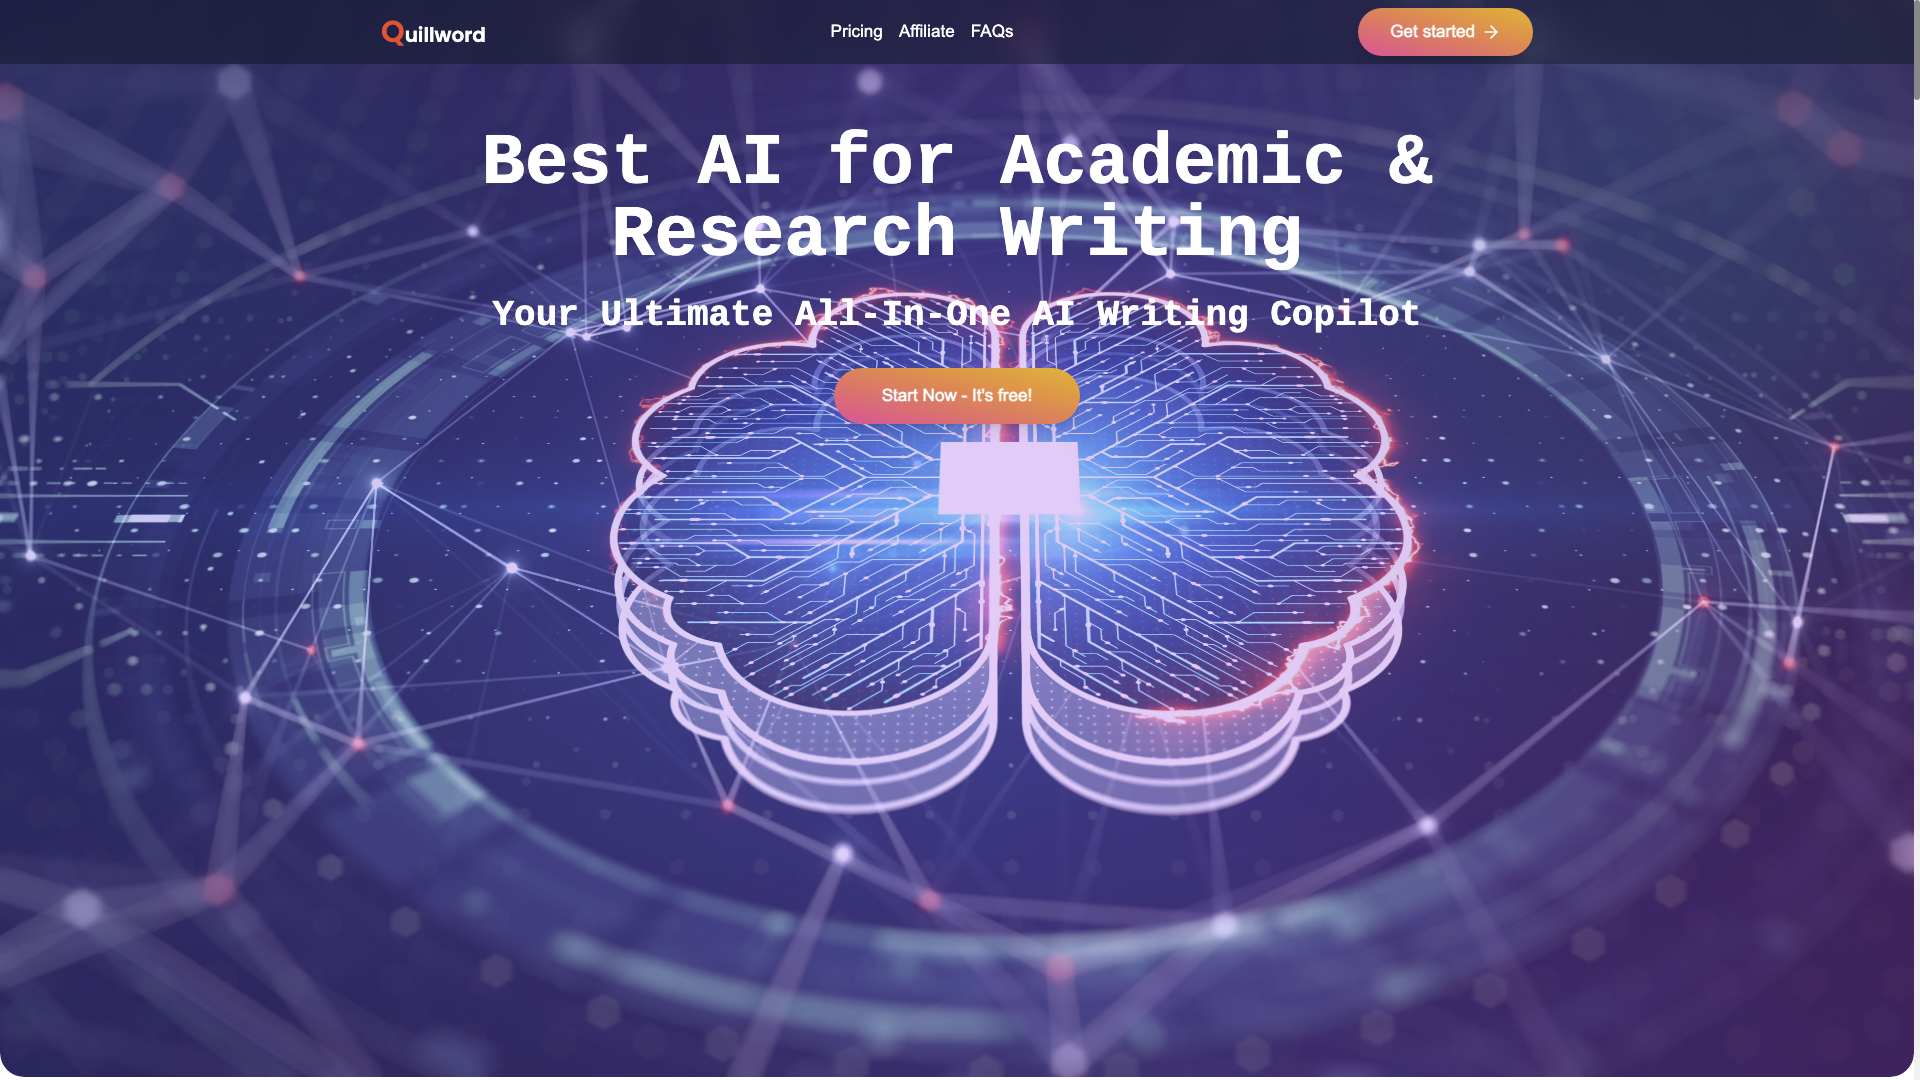 Quillword
Pricing Affiliate FAQs
Get started
Best AI for Academic &
Research Writing
Your Ultimate All-In-One AI Writing Copilot
Start Now - It's free!